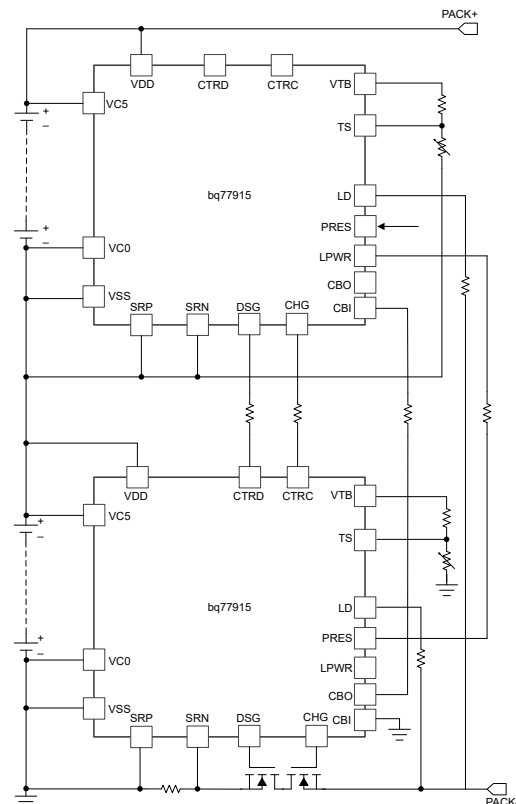 PACK+
VDD
CTRD
CTRC
VTB
VC5
TS
+
–
bq77915
LD
PRES
+
–
VC0
LPWR
CBO
VSS
SRP
SRN
DSG
CHG
CBI
VDD
CTRD
CTRC
VTB
VC5
+
–
TS
bq77915
LD
PRES
+
–
VC0
LPWR
CBO
VSS
SRP
SRN
DSG
CHG
CBI
PACK-